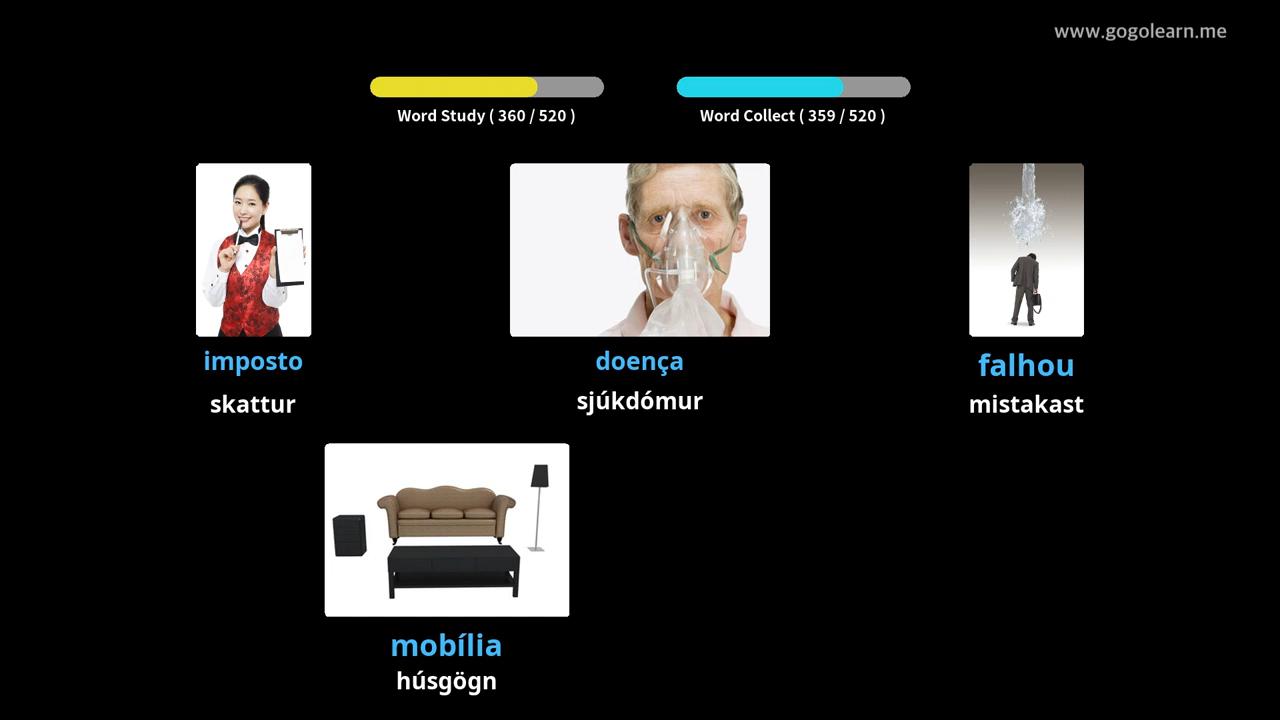 www.gogolearn.me
Word Study ( 360 / 520 )
Word Collect ( 359 / 520 )
imposto
skattur
doença
sjúkdómur
falhou
mistakast
mobília
húsgögn